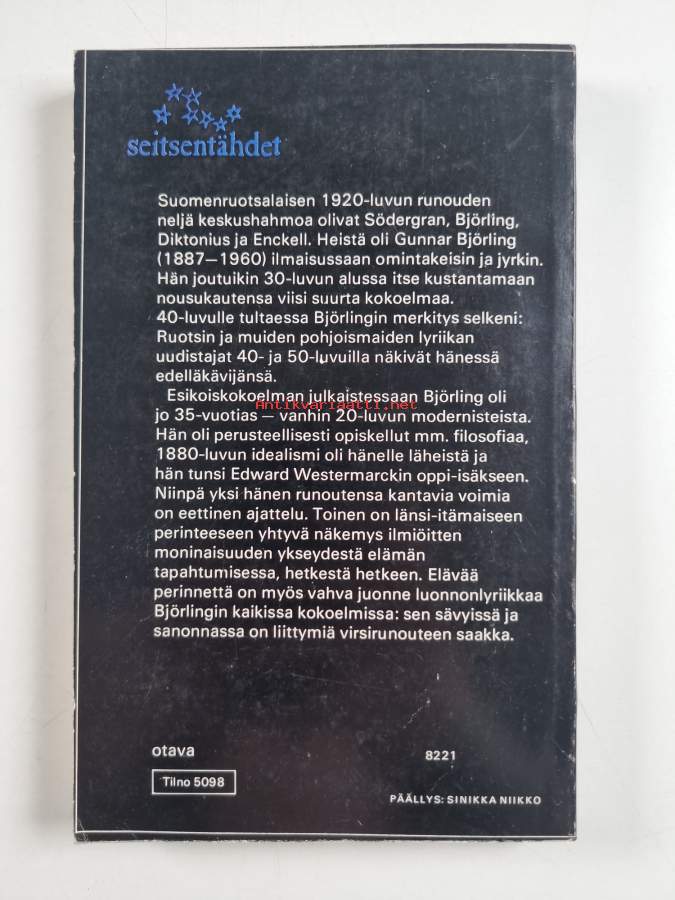 seitsentähdet
Suomenruotsalaisen 1920-luvun runouden
neljä keskushahmoa olivat Södergran, Björling,
Diktonius ja Enckell. Heistä oli Gunnar Björling
(1887—1960) ilmaisussaan omintakeisin ja jyrkin.
Hän joutuikin 30-luvun alussa itse kustantamaan
nousukautensa viisi suurta kokoelmaa.
40-luvulle tultaessa Björlingin merkitys selkeni:
Ruotsin ja muiden pohjoismaiden lyriikan
uudistajat 40- ja 50-luvuilla näkivät hänessä
edelläkävijänsä.
Esikoiskokoelman julkaistessaan Björling oli
Antikvariaatti.net
jo 35-vuotias — vanhin 20-luvun modernisteista.
Hän oli perusteellisesti opiskellut mm. filosofiaa,
1880-luvun idealismi oli hänelle läheistä ja
hän tunsi Edward Westermarckin oppi-isäkseen.
Niinpä yksi hänen runoutensa kantavia voimia
on eettinen ajattelu. Toinen on länsi-itämaiseen
perinteeseen yhtyvä näkemys ilmiöitten
moninaisuuden ykseydestä elämän
tapahtumisessa, hetkestä hetkeen. Elävää
perinnettä on myös vahva juonne luonnonlyriikkaa
Björlingin kaikissa kokoelmissa: sen sävyissä ja
sanonnassa on liittymiä virsirunouteen saakka.
otava
8221
Tilno 5098
PÄÄLLYS: SINIKKA NIIKKO